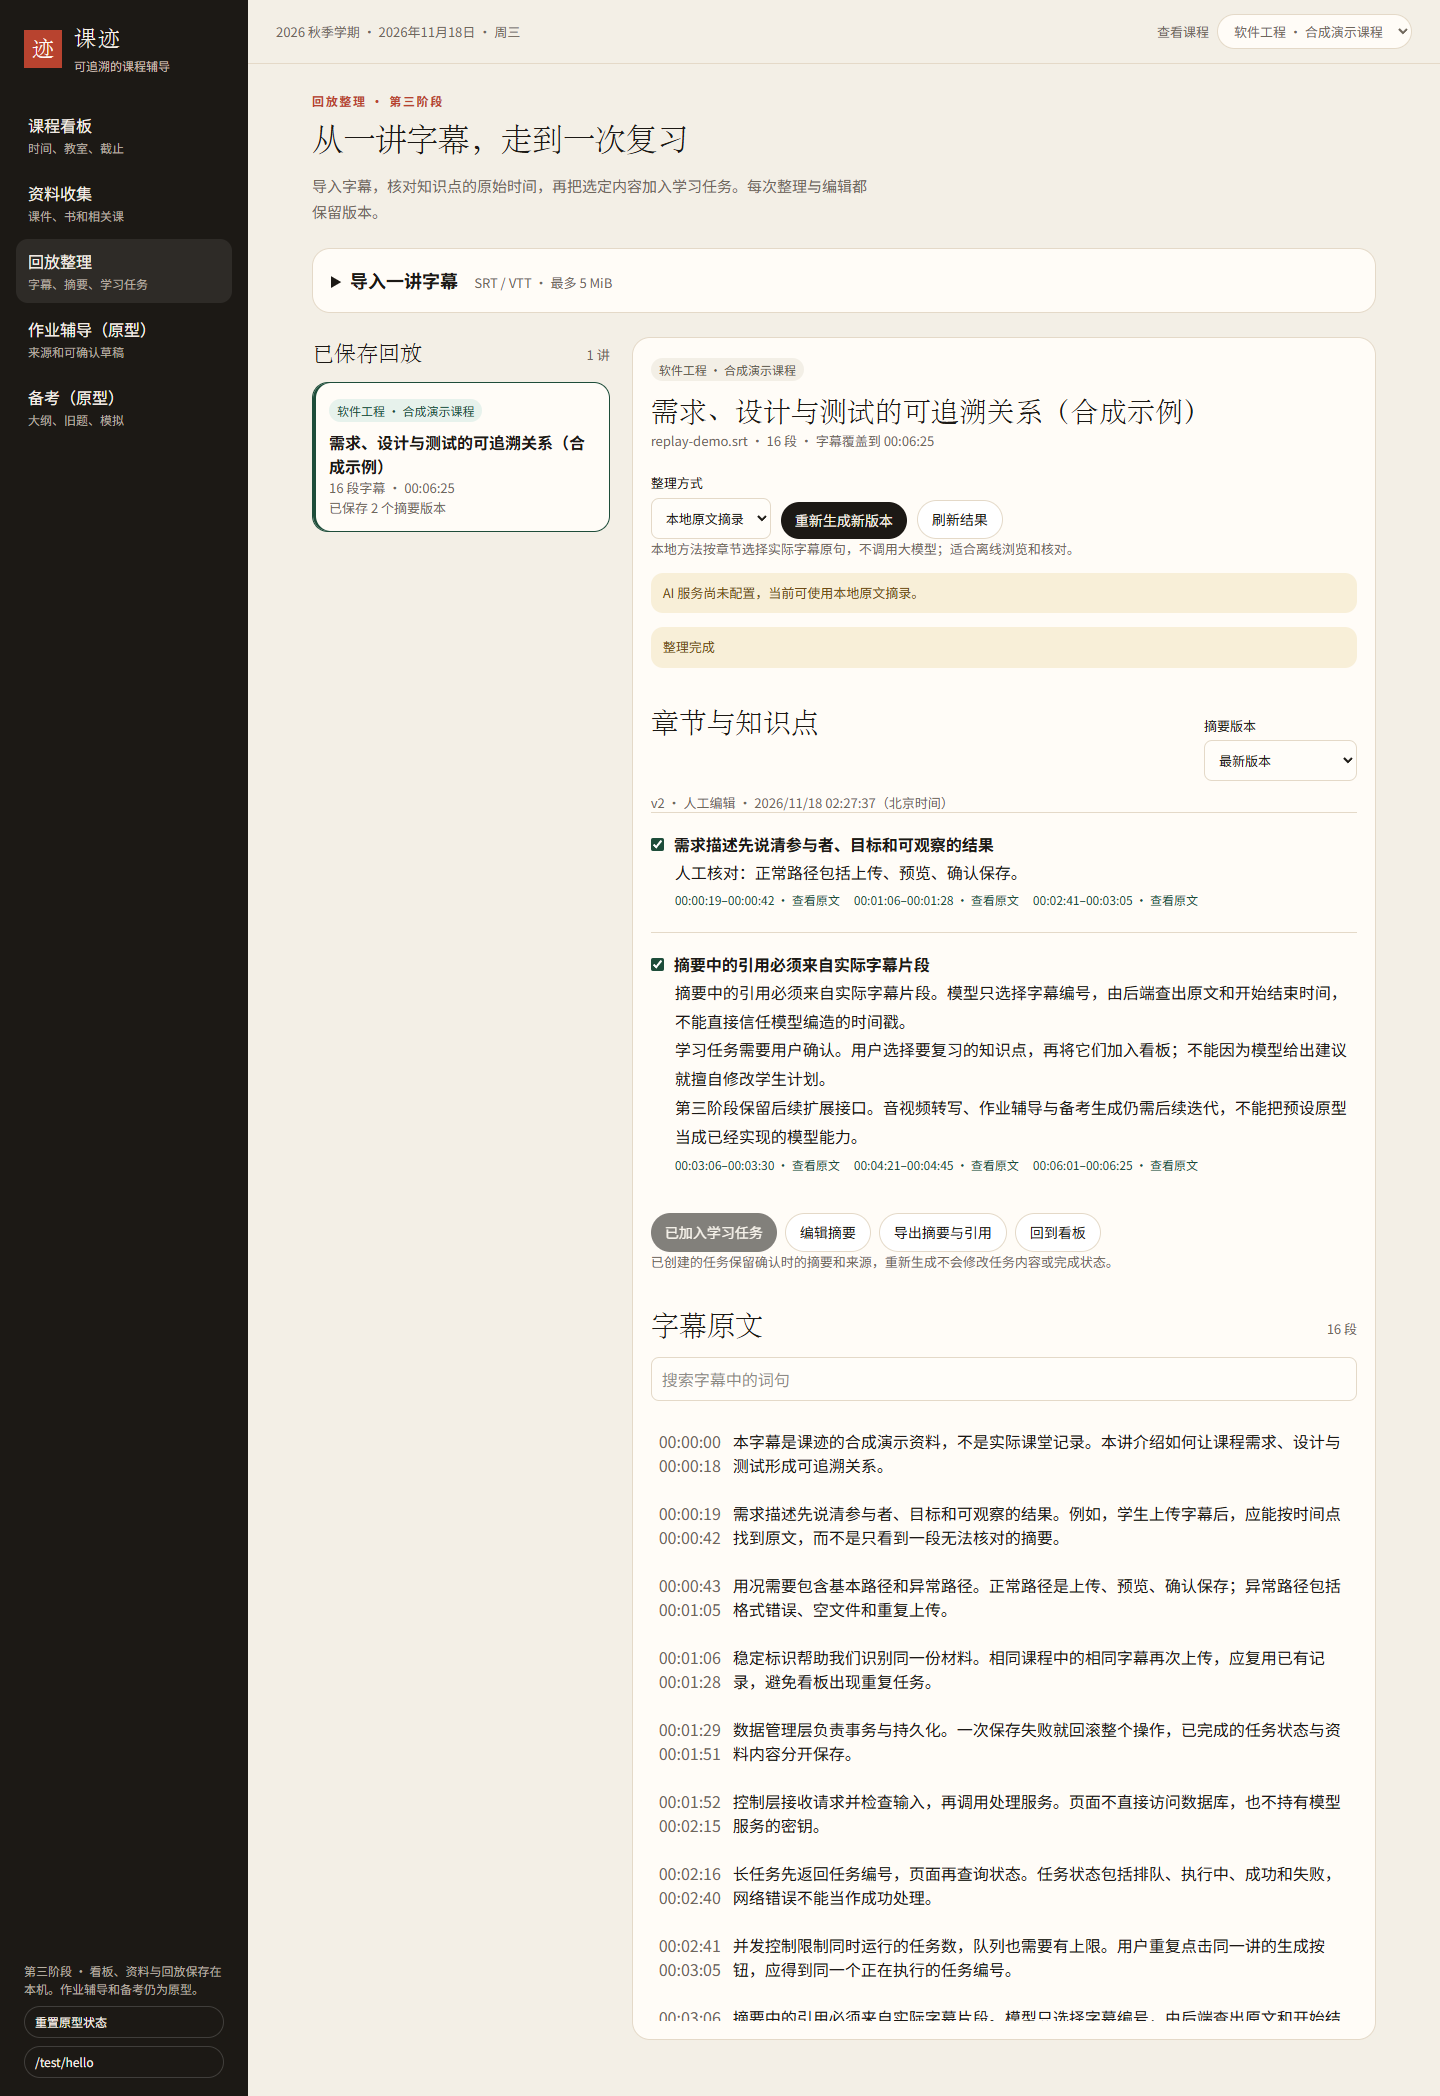 迹
课迹
可追溯的课程辅导
课程看板
时间、教室、截止
资料收集
课件、书和相关课
回放整理
字幕、摘要、学习任务
作业辅导（原型）
来源和可确认草稿
备考（原型）
大纲、旧题、模拟
第三阶段 · 看板、资料与回放保存在
本机。作业辅导和备考仍为原型。
重置原型状态
/test/hello
2026 秋季学期 · 2026年11月18日 · 周三
查看课程
软件工程 · 合成演示课程
回放整理 · 第三阶段
从一讲字幕，走到一次复习
导入字幕，核对知识点的原始时间，再把选定内容加入学习任务。每次整理与编辑都
保留版本。
导入一讲字幕 SRT / VTT · 最多 5 MiB
已保存回放
1 讲
软件工程 · 合成演示课程
需求、设计与测试的可追溯关系（合
成示例）
16 段字幕 · 00:06:25
已保存 2 个摘要版本
软件工程 · 合成演示课程
需求、设计与测试的可追溯关系（合成示例）
replay-demo.srt · 16 段 · 字幕覆盖到 00:06:25
整理方式
本地原文摘录
重新生成新版本
刷新结果
本地方法按章节选择实际字幕原句，不调用大模型；适合离线浏览和核对。
AI 服务尚未配置，当前可使用本地原文摘录。
整理完成
章节与知识点
摘要版本
最新版本
v2 · 人工编辑 · 2026/11/18 02:27:37（北京时间）
需求描述先说清参与者、目标和可观察的结果
人工核对：正常路径包括上传、预览、确认保存。
00:00:19–00:00:42 · 查看原文 00:01:06–00:01:28 · 查看原文 00:02:41–00:03:05 · 查看原文
摘要中的引用必须来自实际字幕片段
摘要中的引用必须来自实际字幕片段。模型只选择字幕编号，由后端查出原文和开始结束时间，
不能直接信任模型编造的时间戳。
学习任务需要用户确认。用户选择要复习的知识点，再将它们加入看板；不能因为模型给出建议
就擅自修改学生计划。
第三阶段保留后续扩展接口。音视频转写、作业辅导与备考生成仍需后续迭代，不能把预设原型
当成已经实现的模型能力。
00:03:06–00:03:30 · 查看原文 00:04:21–00:04:45 · 查看原文 00:06:01–00:06:25 · 查看原文
已加入学习任务
编辑摘要
导出摘要与引用
回到看板
已创建的任务保留确认时的摘要和来源，重新生成不会修改任务内容或完成状态。
字幕原文
16 段
搜索字幕中的词句
00:00:00 本字幕是课迹的合成演示资料，不是实际课堂记录。本讲介绍如何让课程需求、设计与
00:00:18 测试形成可追溯关系。
00:00:19 需求描述先说清参与者、目标和可观察的结果。例如，学生上传字幕后，应能按时间点
00:00:42 找到原文，而不是只看到一段无法核对的摘要。
00:00:43 用况需要包含基本路径和异常路径。正常路径是上传、预览、确认保存；异常路径包括
00:01:05 格式错误、空文件和重复上传。
00:01:06 稳定标识帮助我们识别同一份材料。相同课程中的相同字幕再次上传，应复用已有记
00:01:28 录，避免看板出现重复任务。
00:01:29 数据管理层负责事务与持久化。一次保存失败就回滚整个操作，已完成的任务状态与资
00:01:51 料内容分开保存。
00:01:52 控制层接收请求并检查输入，再调用处理服务。页面不直接访问数据库，也不持有模型
00:02:15 服务的密钥。
00:02:16 长任务先返回任务编号，页面再查询状态。任务状态包括排队、执行中、成功和失败，
00:02:40 网络错误不能当作成功处理。
00:02:41 并发控制限制同时运行的任务数，队列也需要有上限。用户重复点击同一讲的生成按
00:03:05 钮，应得到同一个正在执行的任务编号。
00:03:06 摘要中的引用必须来自实际字幕片段。模型只选择字幕编号，由后端查出原文和开始结